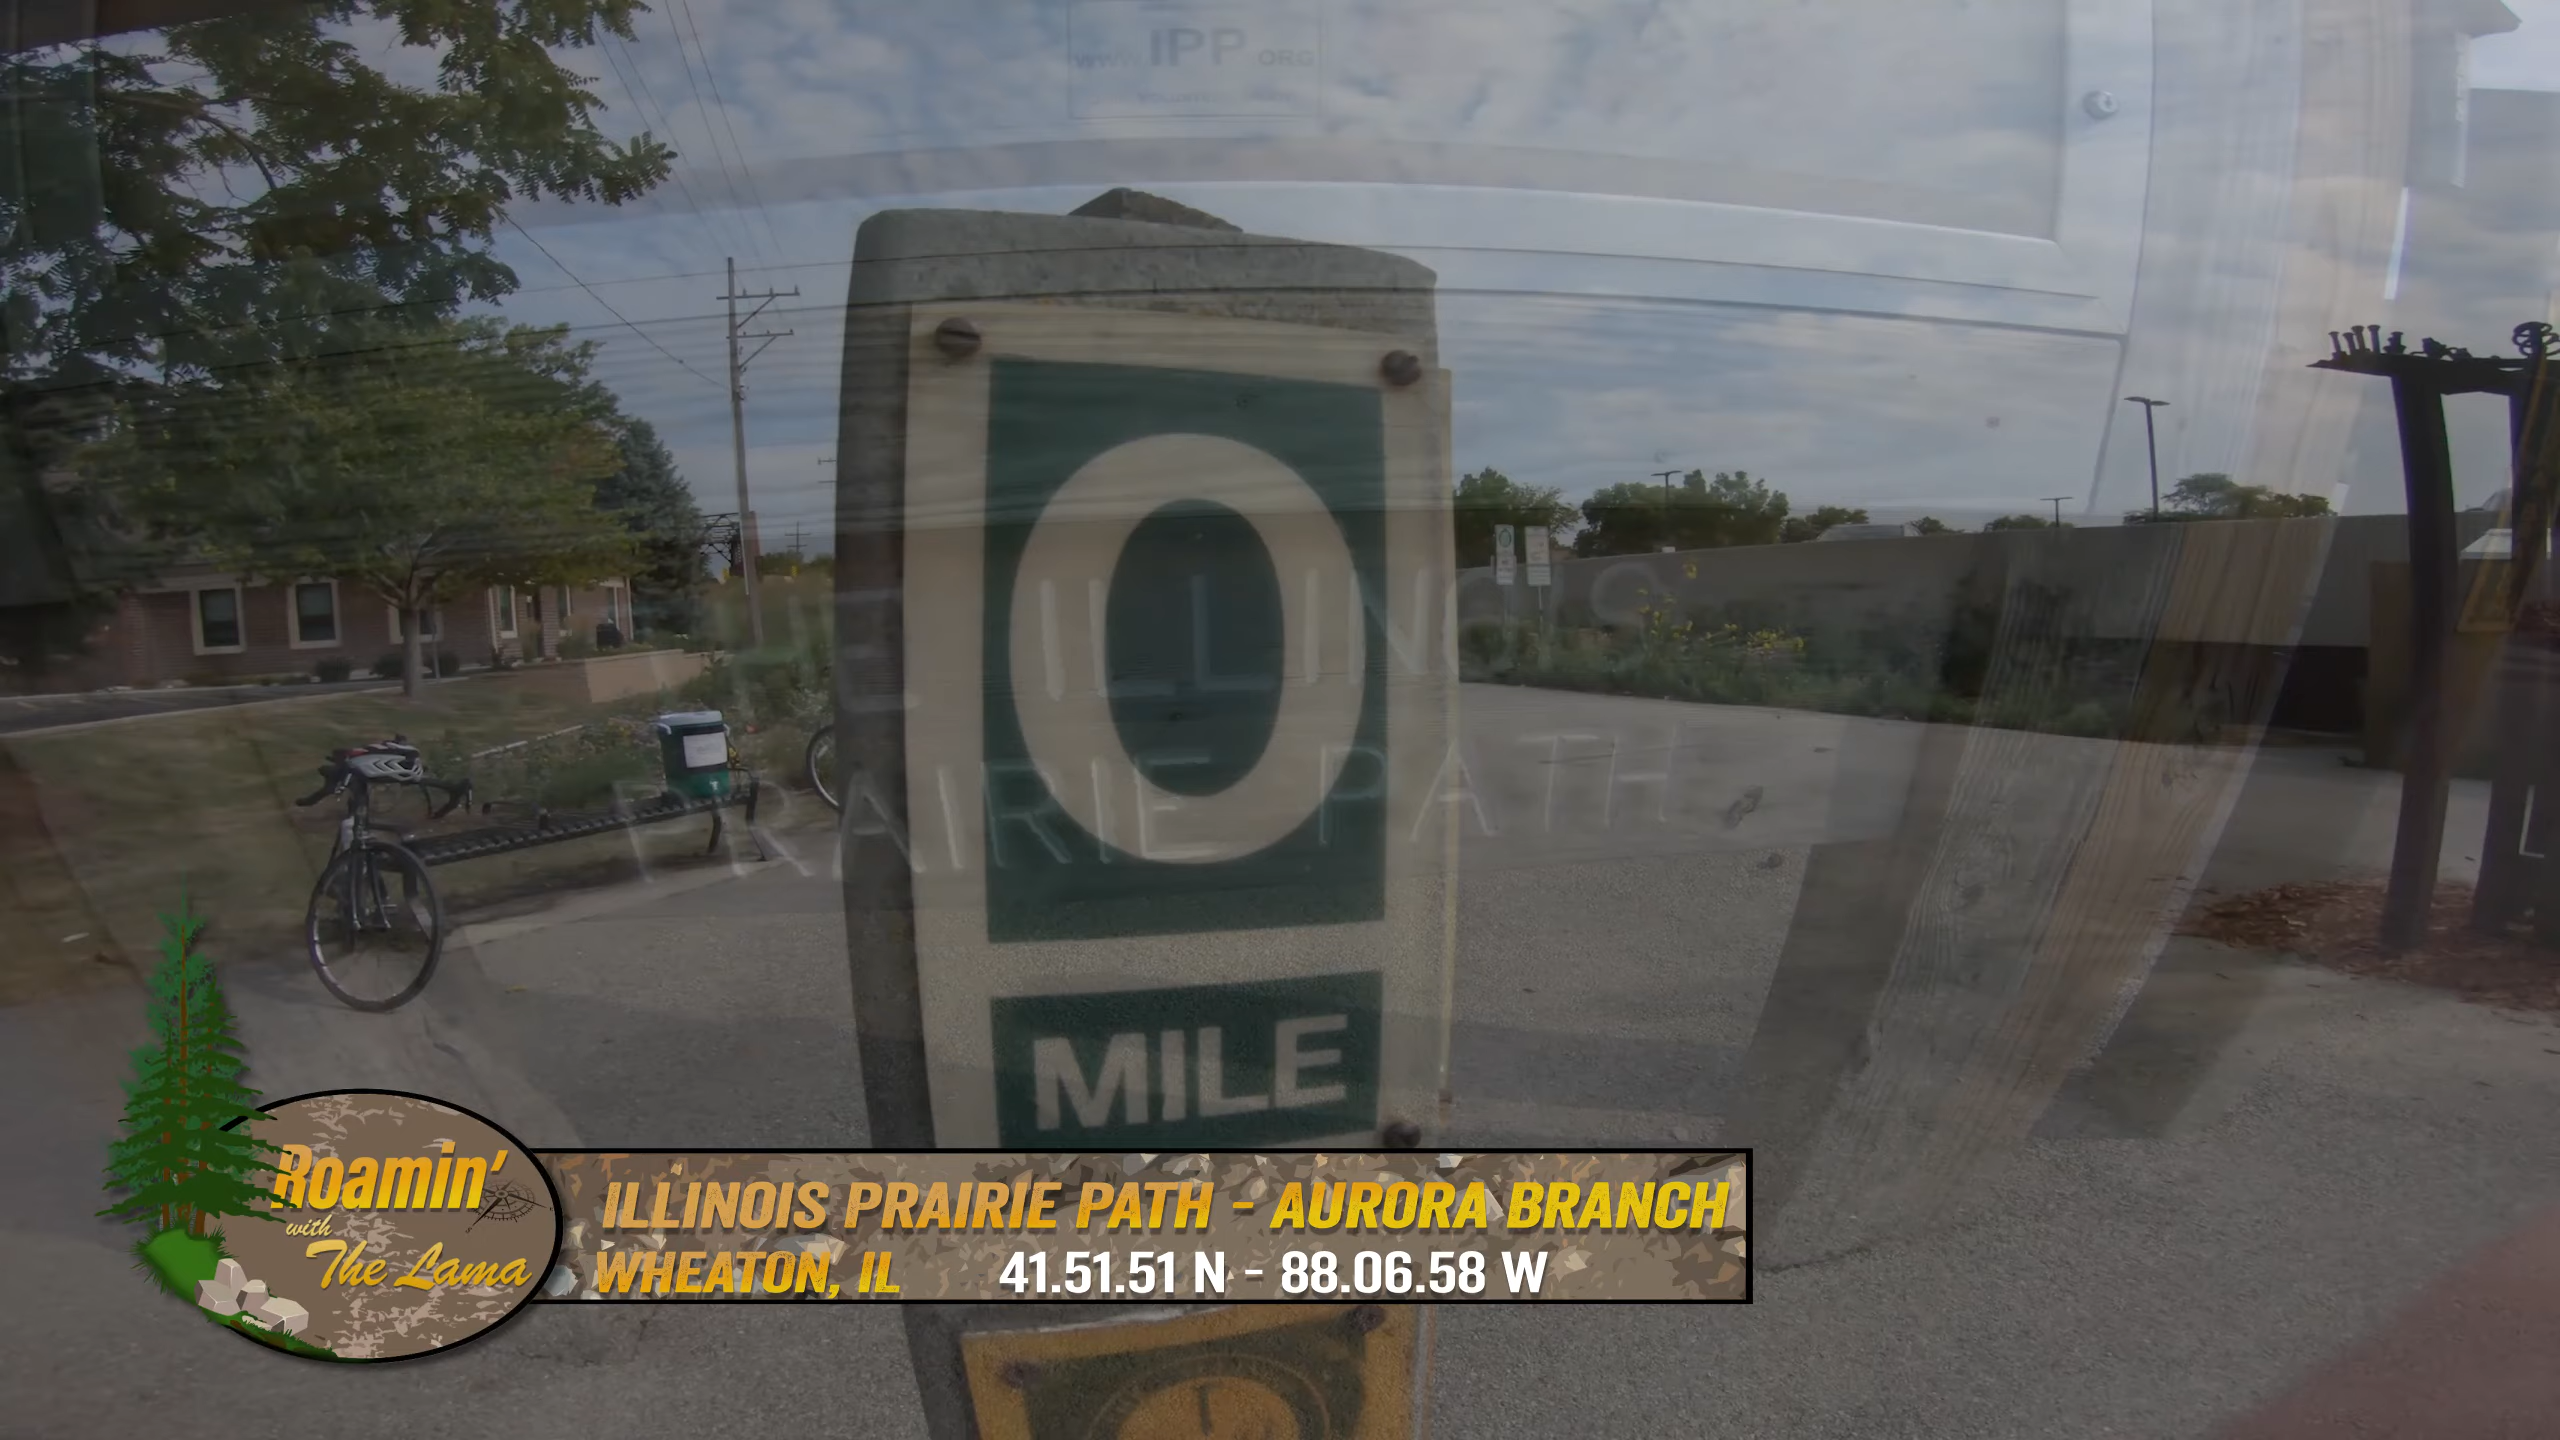 www.IPP.ORG
THE ILLINOIS
PRAIRIE PATH
0
MILE
Roamin'
with
The Lama
ILLINOIS PRAIRIE PATH - AURORA BRANCH
WHEATON, IL 41.51.51 N - 88.06.58 W